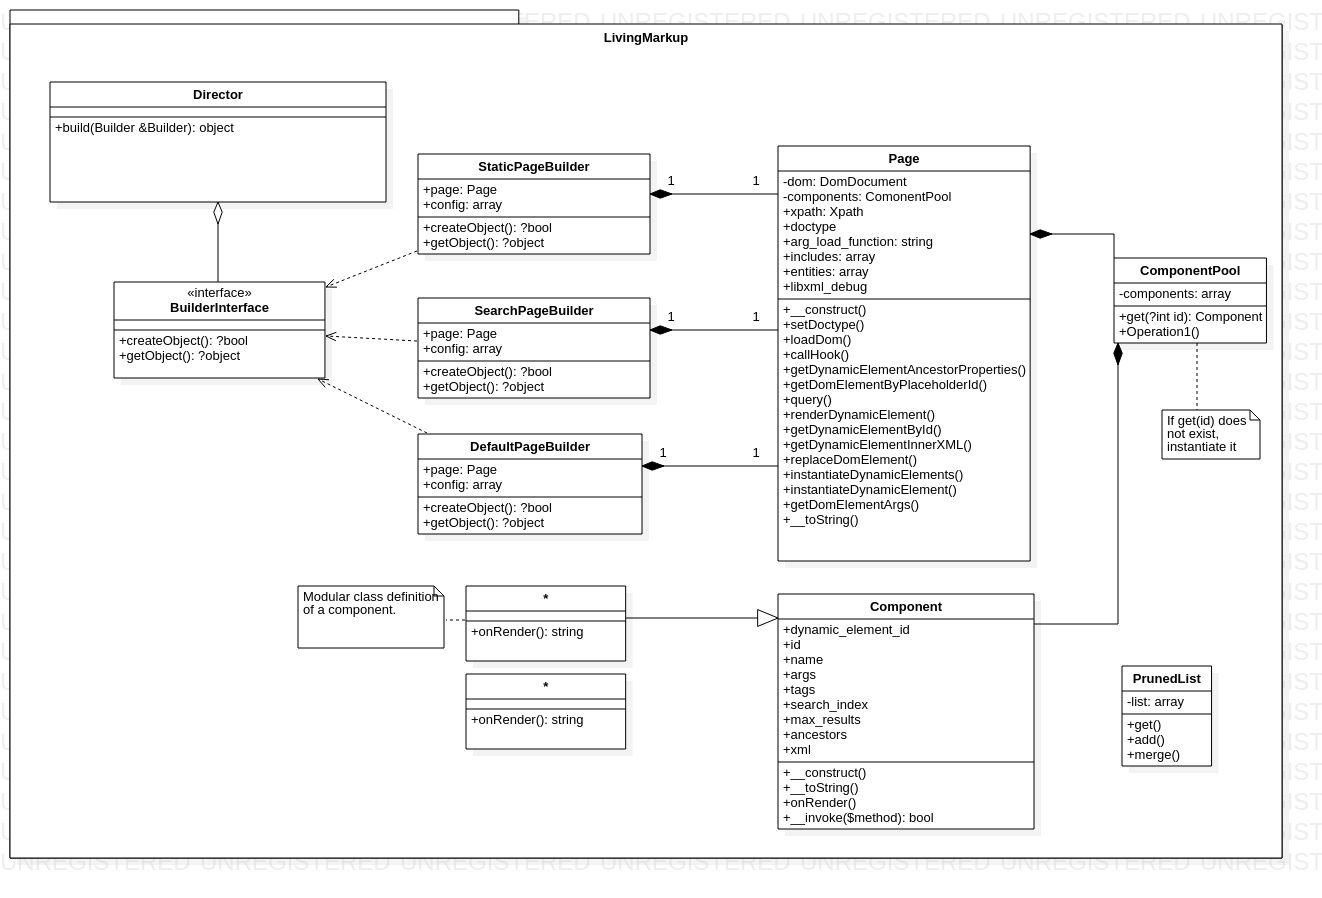 LivingMarkup
Director
+build(Builder &Builder): object
«interface»
BuilderInterface
+createObject(): ?bool
+getObject(): ?object
StaticPageBuilder
+page: Page
+config: array
+createObject(): ?bool
+getObject(): ?object
1
1
SearchPageBuilder
+page: Page
+config: array
+createObject(): ?bool
+getObject(): ?object
1
1
DefaultPageBuilder
+page: Page
+config: array
+createObject(): ?bool
+getObject(): ?object
1
1
Page
-dom: DomDocument
-components: ComonentPool
+xpath: Xpath
+doctype
+arg_load_function: string
+includes: array
+entities: array
+libxml_debug
+__construct()
+setDoctype()
+loadDom()
+callHook()
+getDynamicElementAncestorProperties()
+getDomElementByPlaceholderId()
+query()
+renderDynamicElement()
+getDynamicElementById()
+getDynamicElementInnerXML()
+replaceDomElement()
+instantiateDynamicElements()
+instantiateDynamicElement()
+getDomElementArgs()
+__toString()
ComponentPool
-components: array
+get(?int id): Component
+Operation1()
If get(id) does
not exist,
instantiate it
Modular class definition
of a component.
*
+onRender(): string
*
+onRender(): string
Component
+dynamic_element_id
+id
+name
+args
+tags
+search_index
+max_results
+ancestors
+xml
+__construct()
+__toString()
+onRender()
+__invoke($method): bool
PrunedList
-list: array
+get()
+add()
+merge()
UNREGISTERED UNREGISTERED UNREGISTERED UNREGISTERED UNREGISTERED UNREGISTERED UNREGIST